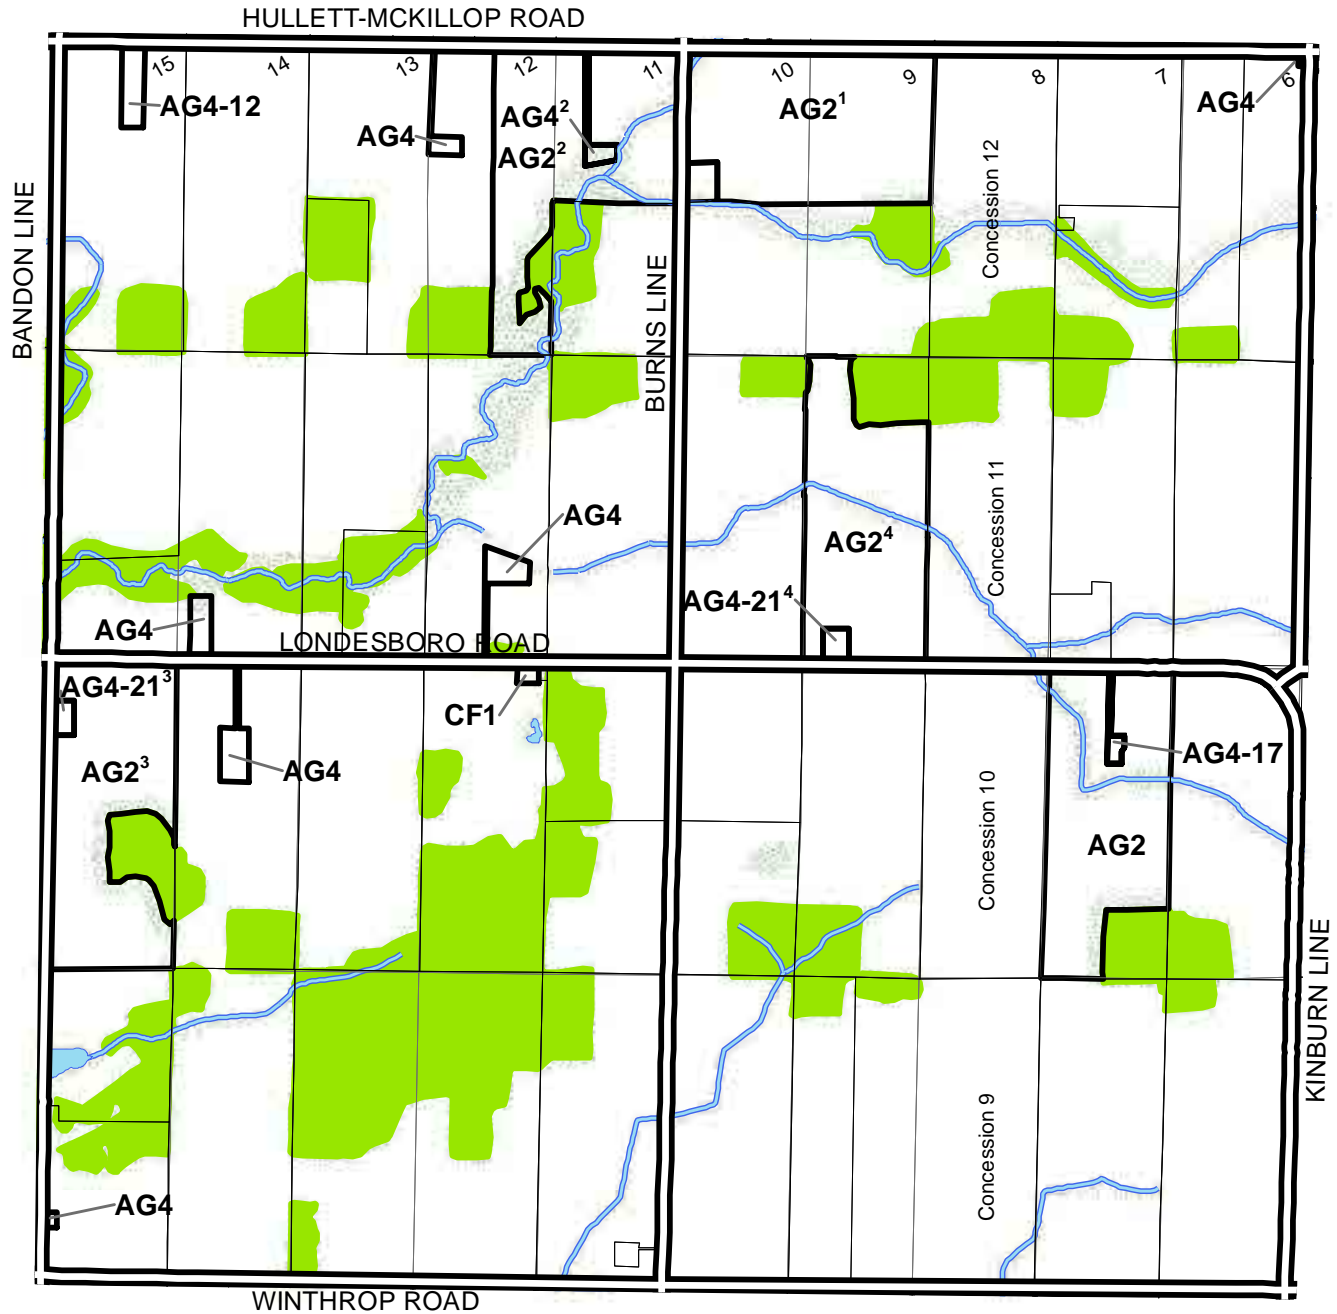 HULLETT-MCKILLOP ROAD
15
14
13
12
11
10
9
8
7
6
AG4-12
AG4
AG4²
AG2²
AG2¹
AG4
Concession 12
BANDON LINE
BURNS LINE
Concession 11
AG4
AG2⁴
AG4-21⁴
AG4
LONDESBORO ROAD
AG4-21³
CF1
AG2³
AG4
AG4-17
Concession 10
AG2
KINBURN LINE
Concession 9
AG4
WINTHROP ROAD